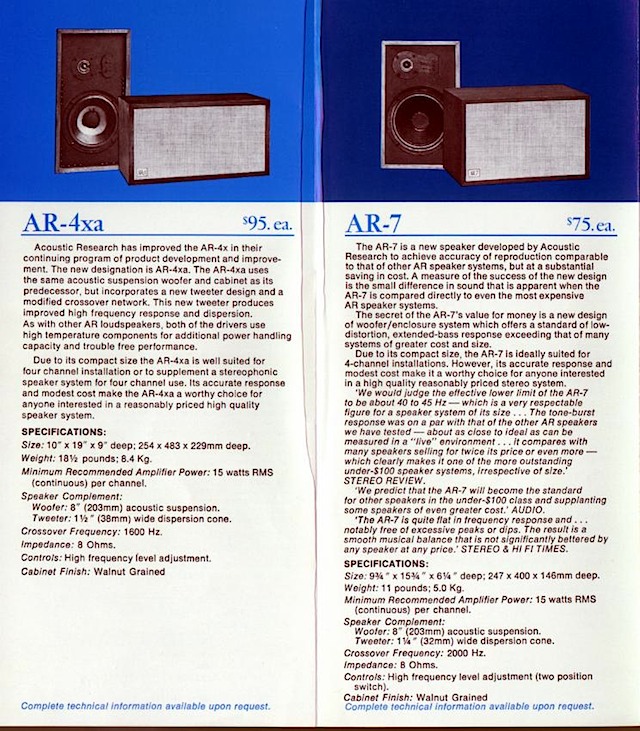 AR-4xa $95. ea.
Acoustic Research has improved the AR-4x in their
continuing program of product development and improve-
ment. The new designation is AR-4xa. The AR-4xa uses
the same acoustic suspension woofer and cabinet as its
predecessor, but incorporates a new tweeter design and a
modified crossover network. This new tweeter produces
improved high frequency response and dispersion.
As with other AR loudspeakers, both of the drivers use
high temperature components for additional power handling
capacity and trouble free performance.
Due to its compact size the AR-4xa is well suited for
four channel installation or to supplement a stereophonic
speaker system for four channel use. Its accurate response
and modest cost make the AR-4xa a worthy choice for
anyone interested in a reasonably priced high quality
speaker system.
SPECIFICATIONS:
Size: 10" x 19" x 9" deep; 254 x 483 x 229mm deep.
Weight: 18½ pounds; 8.4 Kg.
Minimum Recommended Amplifier Power: 15 watts RMS
(continuous) per channel.
Speaker Complement:
Woofer: 8" (203mm) acoustic suspension.
Tweeter: 1½" (38mm) wide dispersion cone.
Crossover Frequency: 1600 Hz.
Impedance: 8 Ohms.
Controls: High frequency level adjustment.
Cabinet Finish: Walnut Grained
Complete technical information available upon request.
AR-7 $75. ea.
The AR-7 is a new speaker developed by Acoustic
Research to achieve accuracy of reproduction comparable
to that of other AR speaker systems, but at a substantial
saving in cost. A measure of the success of the new design
is the small difference in sound that is apparent when the
AR-7 is compared directly to even the most expensive
AR speaker systems.
The secret of the AR-7's value for money is a new design
of woofer/enclosure system which offers a standard of low-
distortion, extended-bass response exceeding that of many
systems of greater cost and size.
Due to its compact size, the AR-7 is ideally suited for
4-channel installations. However, its accurate response and
modest cost make it a worthy choice for anyone interested
in a high quality reasonably priced stereo system.
'We would judge the effective lower limit of the AR-7
to be about 40 to 45 Hz — which is a very respectable
figure for a speaker system of its size . . . The tone-burst
response was on a par with that of the other AR speakers
we have tested — about as close to ideal as can be
measured in a "live" environment . . . it compares with
many speakers selling for twice its price or even more —
which clearly makes it one of the more outstanding
under-$100 speaker systems, irrespective of size.'
STEREO REVIEW.
'We predict that the AR-7 will become the standard
for other speakers in the under-$100 class and supplanting
some speakers of even greater cost.' AUDIO.
'The AR-7 is quite flat in frequency response and . . .
notably free of excessive peaks or dips. The result is a
smooth musical balance that is not significantly bettered by
any speaker at any price.' STEREO & HI FI TIMES.
SPECIFICATIONS:
Size: 9¾" x 15¾" x 6¼" deep; 247 x 400 x 146mm deep.
Weight: 11 pounds; 5.0 Kg.
Minimum Recommended Amplifier Power: 15 watts RMS
(continuous) per channel.
Speaker Complement:
Woofer: 8" (203mm) acoustic suspension.
Tweeter: 1¼" (32mm) wide dispersion cone.
Crossover Frequency: 2000 Hz.
Impedance: 8 Ohms.
Controls: High frequency level adjustment (two position
switch).
Cabinet Finish: Walnut Grained
Complete technical information available upon request.